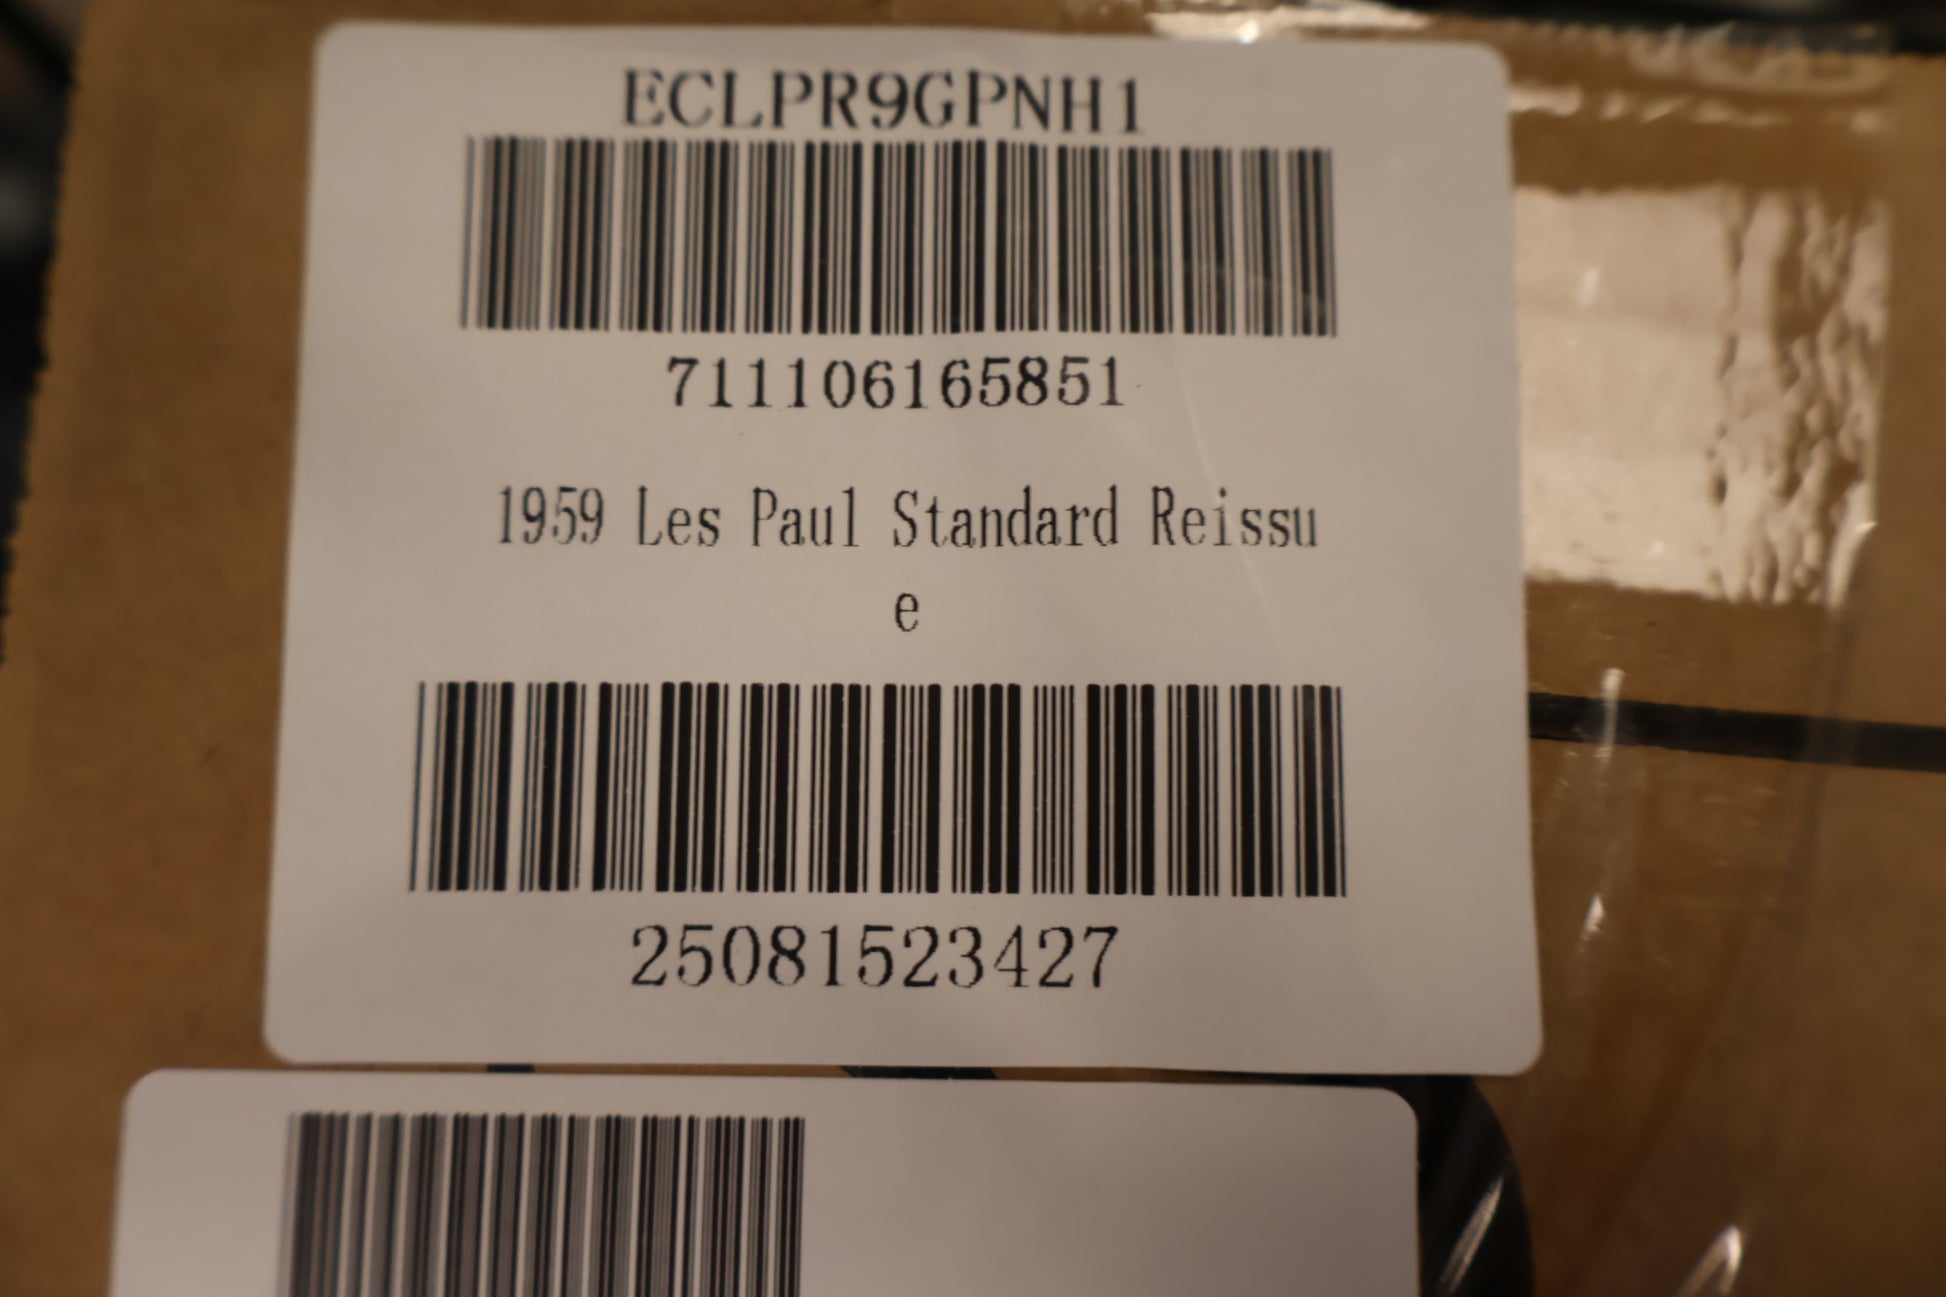 ECLPR9GPNH1
711106165851
1959 Les Paul Standard Reissu
e
25081523427